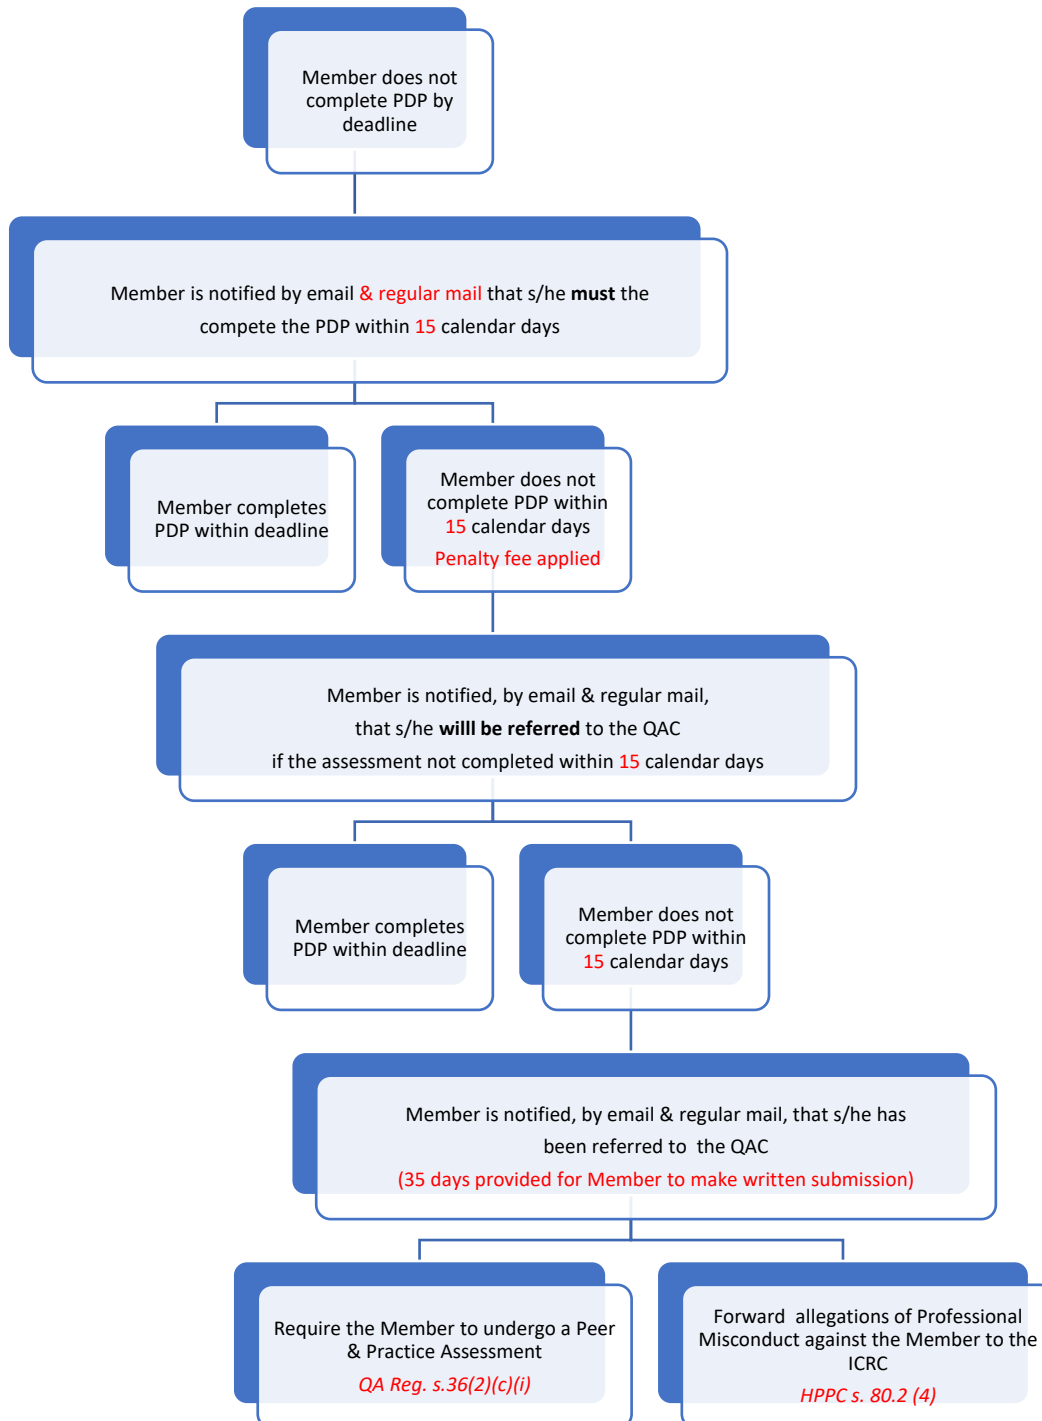 Member does not
complete PDP by
deadline
Member is notified by email & regular mail that s/he must the
compete the PDP within 15 calendar days
Member completes
PDP within deadline
Member does not
complete PDP within
15 calendar days
Penalty fee applied
Member is notified, by email & regular mail,
that s/he willl be referred to the QAC
if the assessment not completed within 15 calendar days
Member completes
PDP within deadline
Member does not
complete PDP within
15 calendar days
Member is notified, by email & regular mail, that s/he has
been referred to the QAC
(35 days provided for Member to make written submission)
Require the Member to undergo a Peer
& Practice Assessment
QA Reg. s.36(2)(c)(i)
Forward allegations of Professional
Misconduct against the Member to the
ICRC
HPPC s. 80.2 (4)